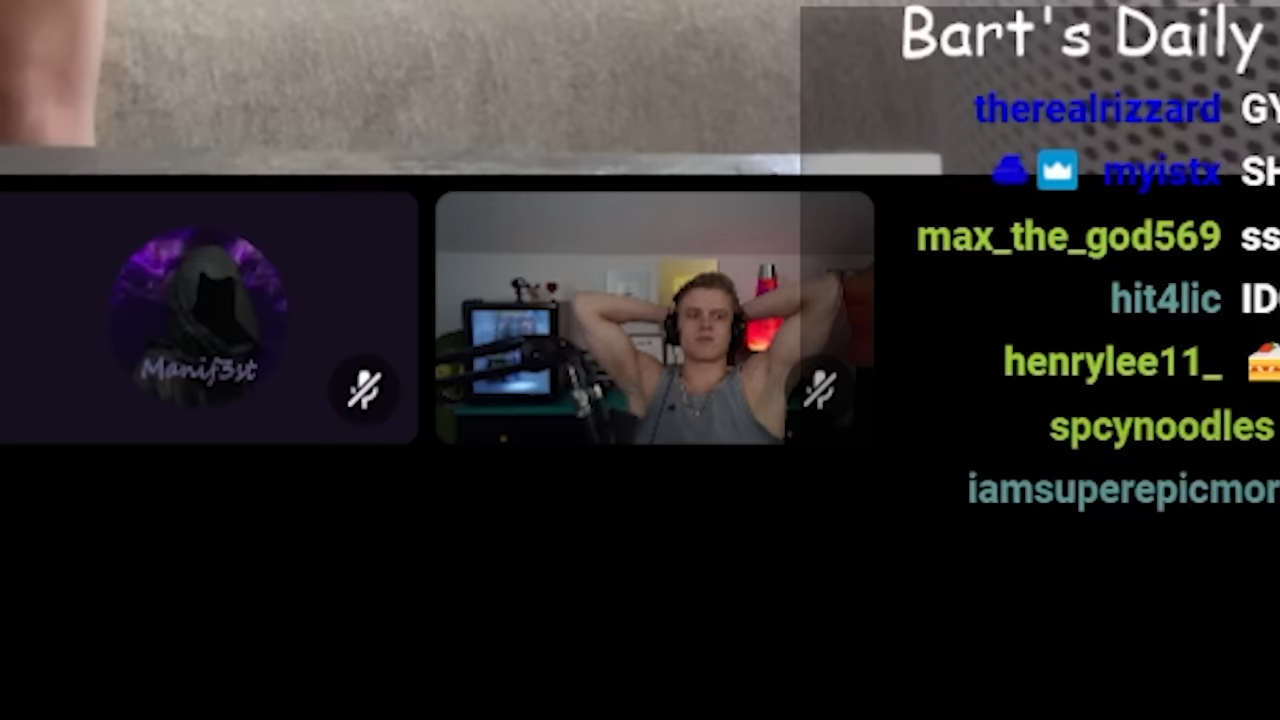 Bart's Daily
therealrizzard GY
myistx SH
max_the_god569 ss
hit4lic ID
henrylee11_
spcynoodles
iamsuperepicmor
Manif3st